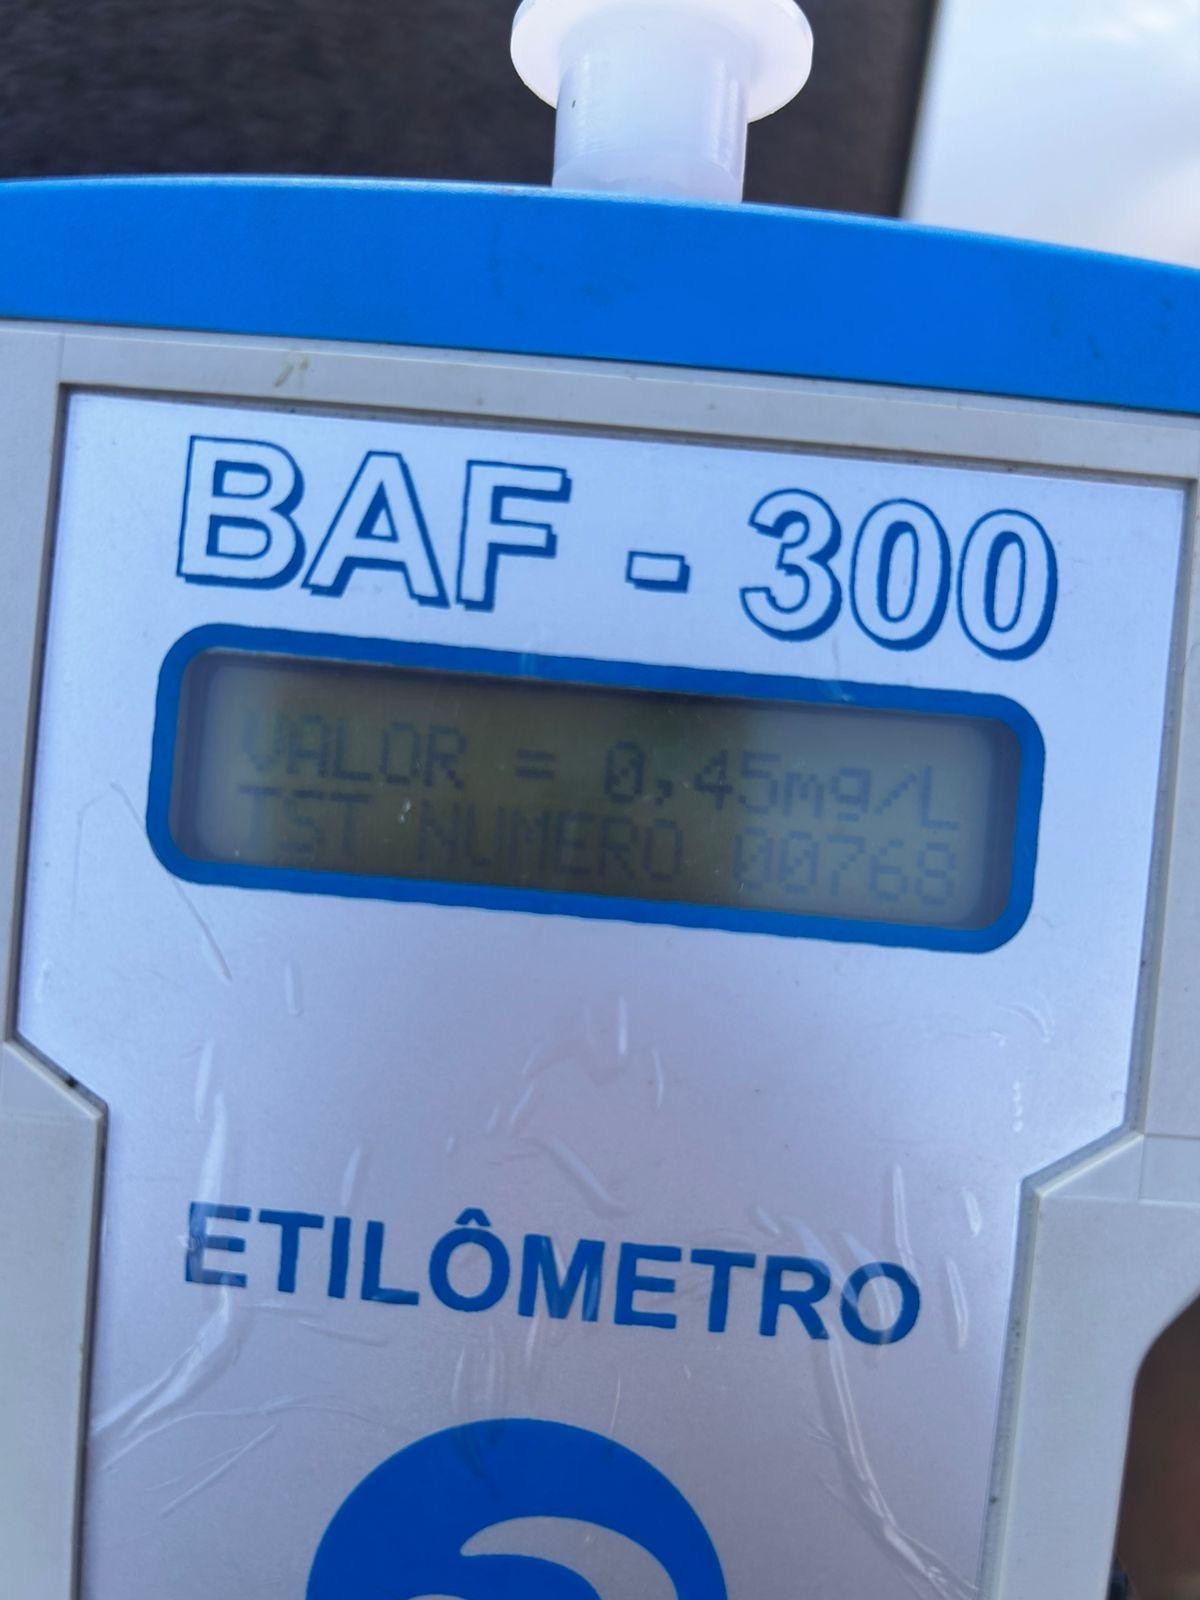 BAF - 300
VALOR = 0,45mg/L
TST NUMERO 00768
ETILÔMETRO